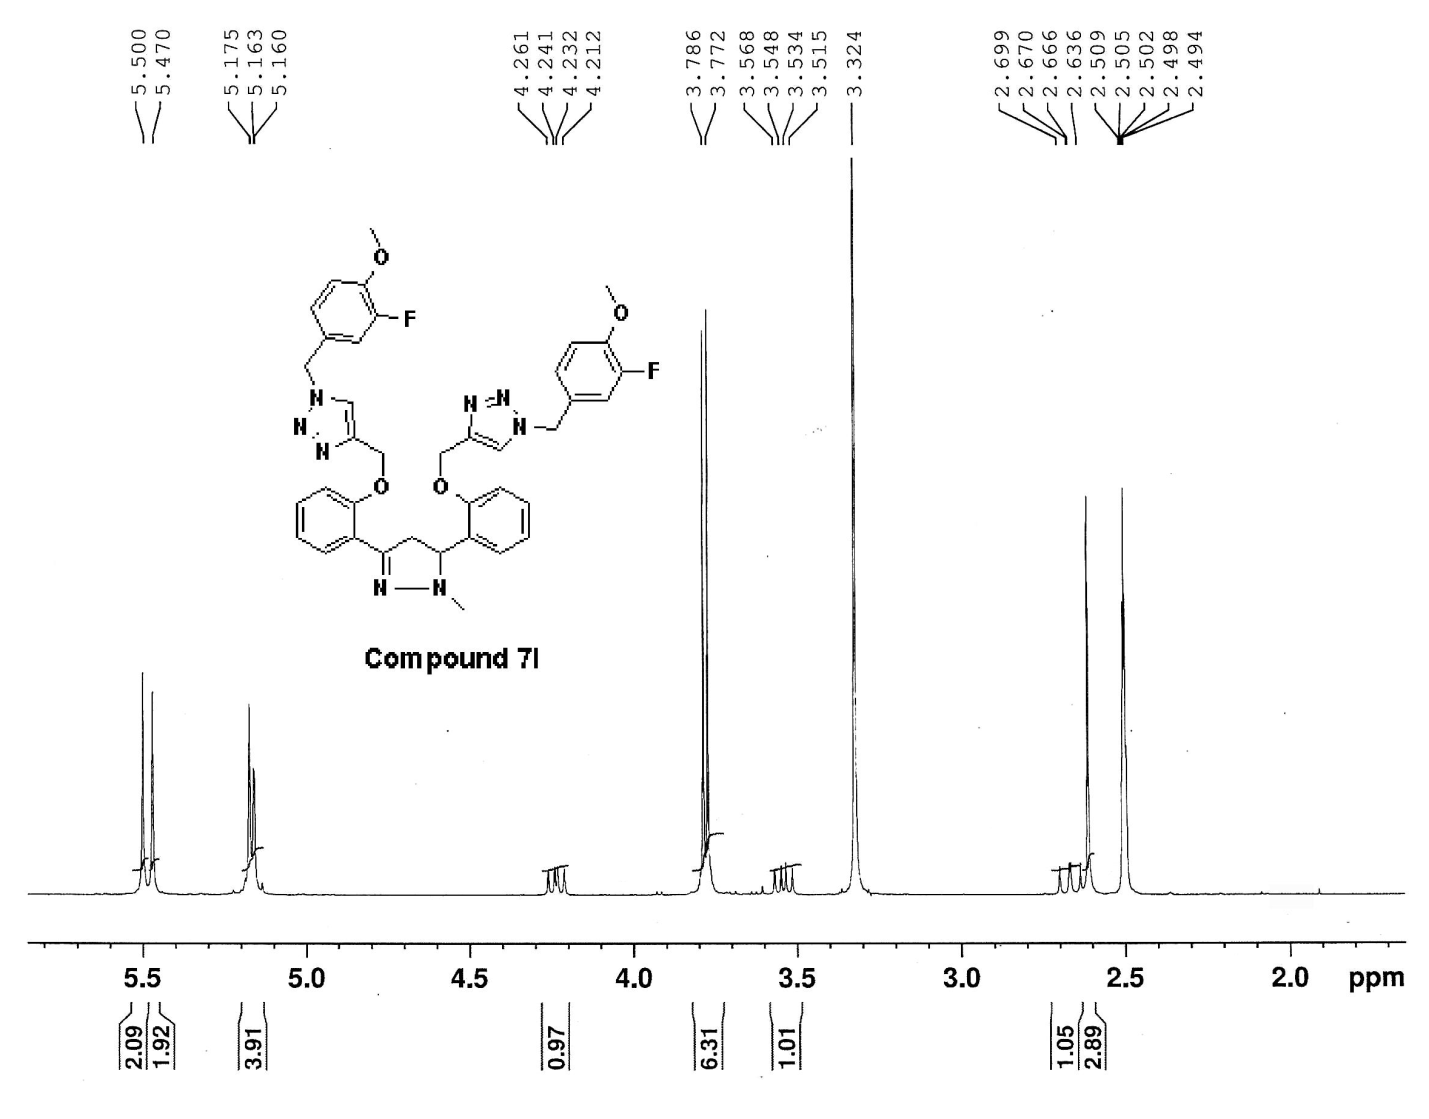 5.500
5.470
5.175
5.163
5.160
4.261
4.241
4.232
4.212
3.786
3.772
3.568
3.548
3.534
3.515
3.324
2.699
2.670
2.666
2.636
2.509
2.505
2.502
2.498
2.494
O
F
O
F
N
N
N
N
N
N
O
O
N
N
Compound 7l
5.5 5.0 4.5 4.0 3.5 3.0 2.5 2.0 ppm
2.09
1.92
3.91
0.97
6.31
1.01
1.05
2.89